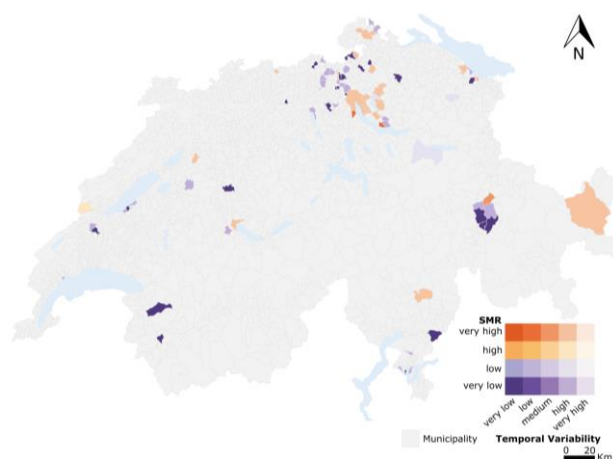 N
SMR
very high
high
low
very low
very low
low
medium
high
very high
Municipality
Temporal Variability
0 20
Km